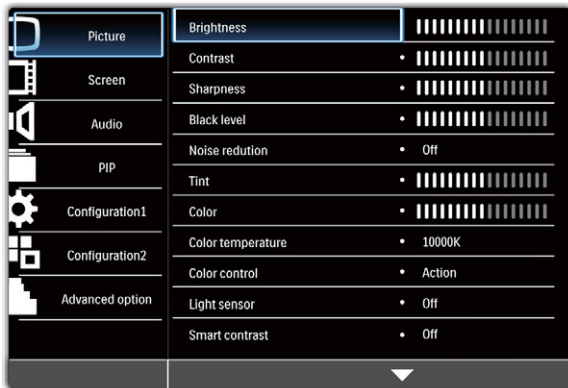 Picture
Screen
Audio
PIP
Configuration1
Configuration2
Advanced option
Brightness
Contrast
Sharpness
Black level
Noise redution • Off
Tint
Color
Color temperature • 10000K
Color control • Action
Light sensor • Off
Smart contrast • Off